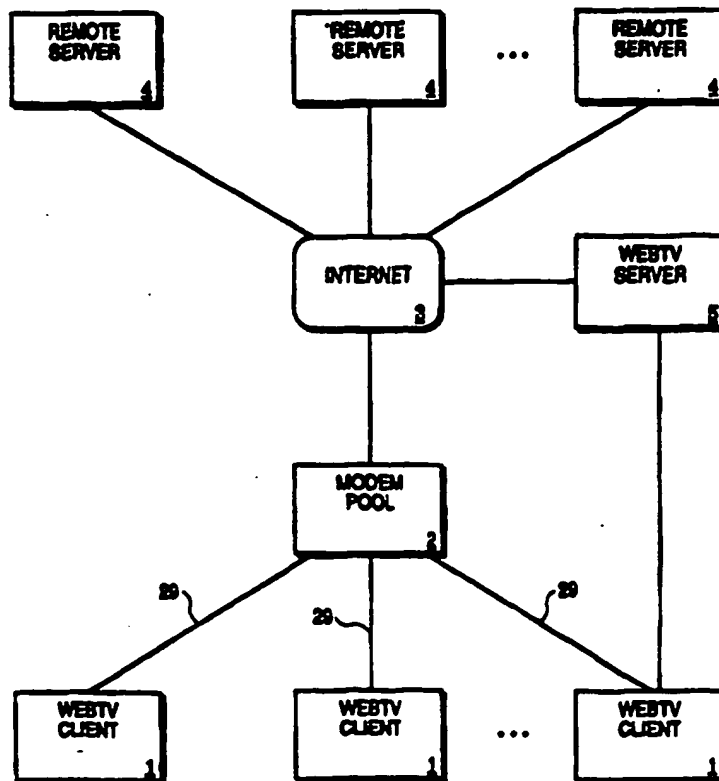 REMOTE
SERVER
4
REMOTE
SERVER
4
...
REMOTE
SERVER
4
INTERNET
3
WEBTV
SERVER
5
MODEM
POOL
2
29
29
29
WEBTV
CLIENT
1
WEBTV
CLIENT
1
...
WEBTV
CLIENT
1